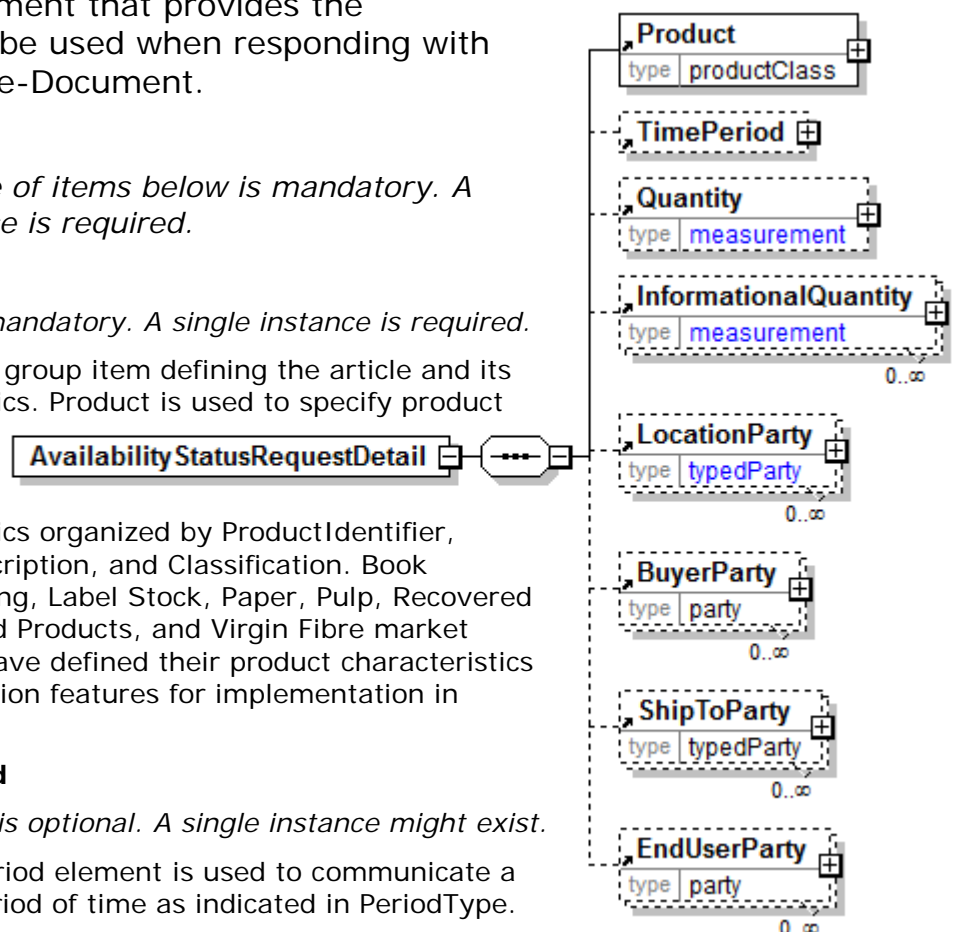 ment that provides the
be used when responding with
e-Document.
e of items below is mandatory. A
ce is required.
mandatory. A single instance is required.
group item defining the article and its
ics. Product is used to specify product
ics organized by ProductIdentifier,
cription, and Classification. Book
ng, Label Stock, Paper, Pulp, Recovered
d Products, and Virgin Fibre market
ave defined their product characteristics
tion features for implementation in
d
is optional. A single instance might exist.
riod element is used to communicate a
riod of time as indicated in PeriodType.
AvailabilityStatusRequestDetail
Product
type productClass
TimePeriod
Quantity
type measurement
InformationalQuantity
type measurement
0..∞
LocationParty
type typedParty
0..∞
BuyerParty
type party
0..∞
ShipToParty
type typedParty
0..∞
EndUserParty
type party
0..∞